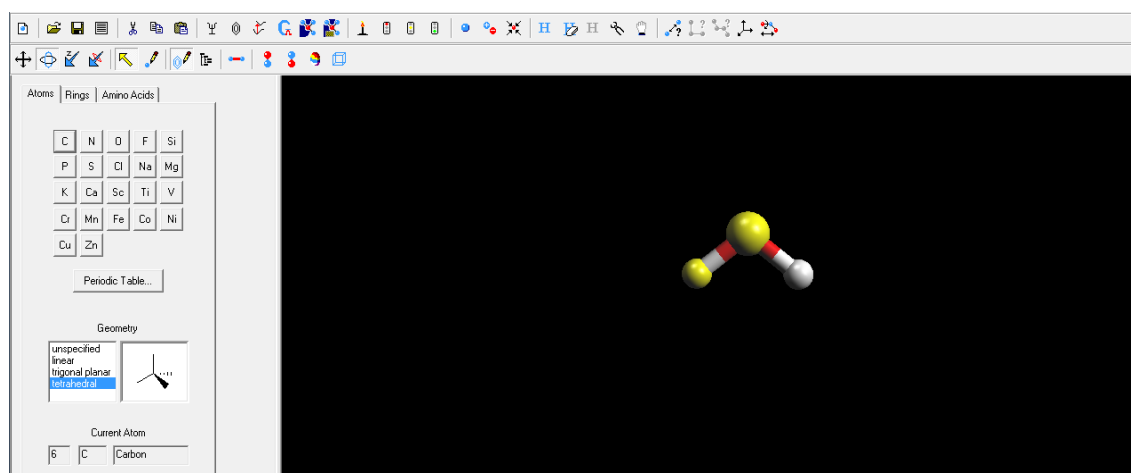 Atoms Rings Amino Acids
C N O F Si
P S Cl Na Mg
K Ca Sc Ti V
Cr Mn Fe Co Ni
Cu Zn
Periodic Table...
Geometry
unspecified
linear
trigonal planar
tetrahedral
Current Atom
6 C Carbon